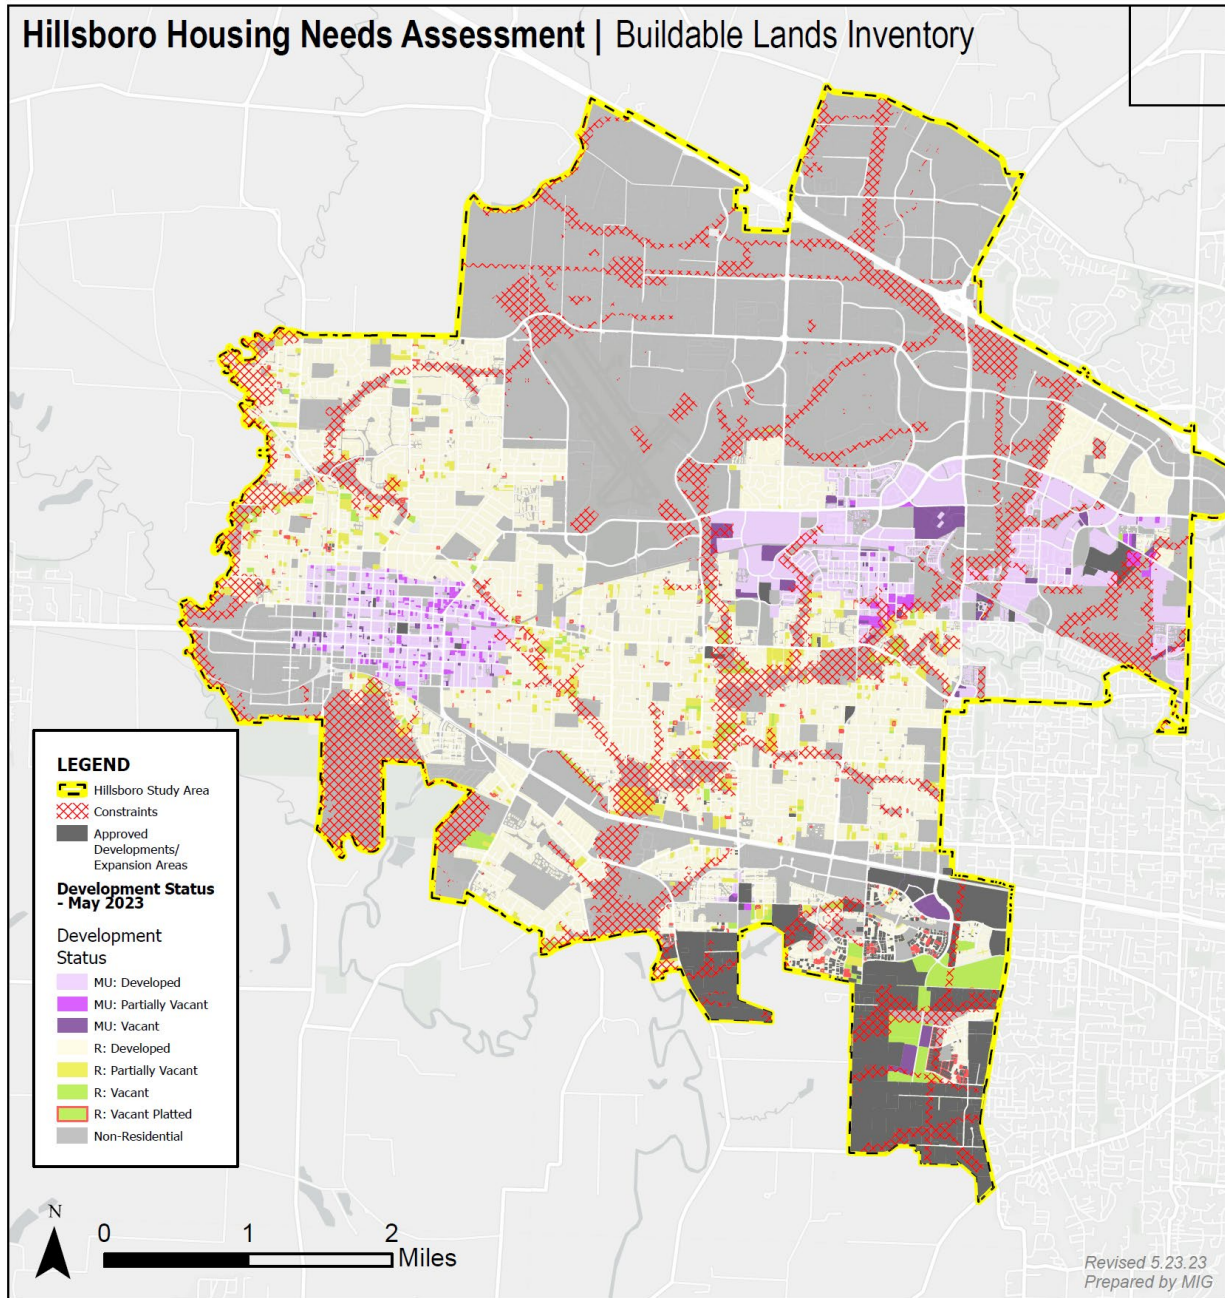 Hillsboro Housing Needs Assessment | Buildable Lands Inventory
LEGEND
Hillsboro Study Area
Constraints
Approved
Developments/
Expansion Areas
Development Status
- May 2023
Development
Status
MU: Developed
MU: Partially Vacant
MU: Vacant
R: Developed
R: Partially Vacant
R: Vacant
R: Vacant Platted
Non-Residential
N
0 1 2
Miles
Revised 5.23.23
Prepared by MIG